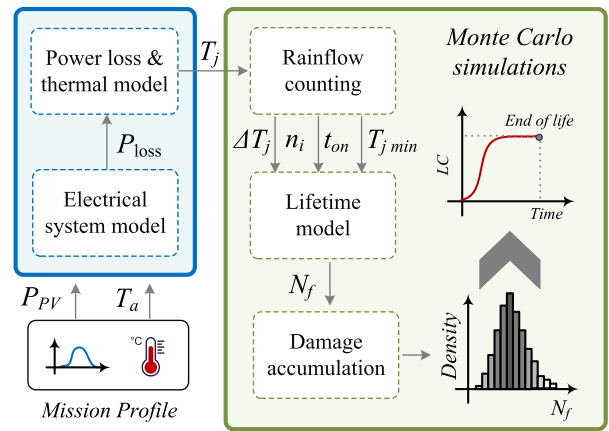 Power loss &
thermal model
P_loss
Electrical
system model
P_PV
T_a
°C
Mission Profile
T_j
Rainflow
counting
ΔT_j n_i t_on T_j min
Lifetime
model
N_f
Damage
accumulation
Monte Carlo
simulations
End of life
LC
Time
Density
N_f